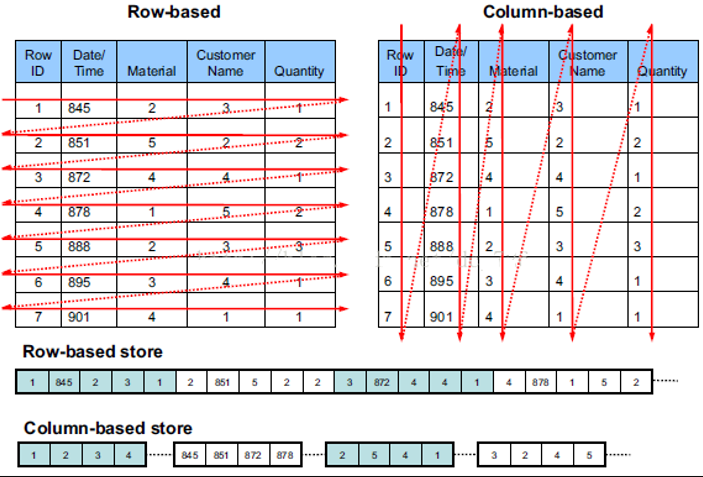 Row-based
Row ID Date/ Time Material Customer Name Quantity
1 845 2 3 1
2 851 5 2 2
3 872 4 4 1
4 878 1 5 2
5 888 2 3 3
6 895 3 4 1
7 901 4 1 1
Column-based
Row ID Date/ Time Material Customer Name Quantity
1 845 2 3 1
2 851 5 2 2
3 872 4 4 1
4 878 1 5 2
5 888 2 3 3
6 895 3 4 1
7 901 4 1 1
Row-based store
1 845 2 3 1 2 851 5 2 2 3 872 4 4 1 4 878 1 5 2
Column-based store
1 2 3 4 845 851 872 878 2 5 4 1 3 2 4 5